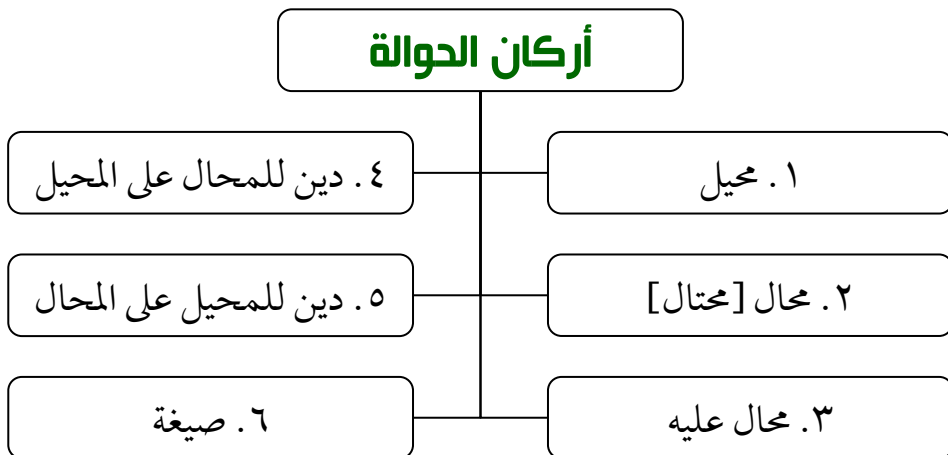 أركان الحوالة
١. محيل
٢. محال [محتال]
٣. محال عليه
٤. دين للمحال على المحيل
٥. دين للمحيل على المحال
٦. صيغة